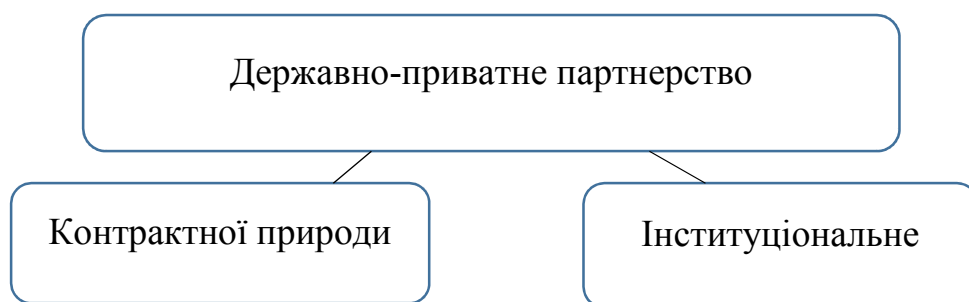 Державно-приватне партнерство
Контрактної природи
Інституціональне